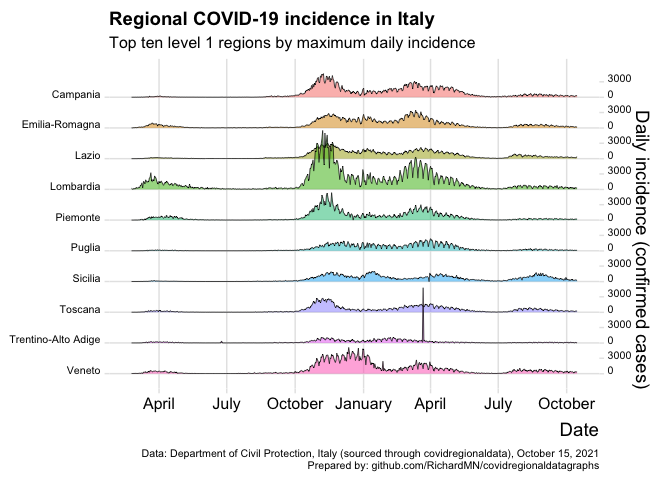 Regional COVID-19 incidence in Italy
Top ten level 1 regions by maximum daily incidence
Campania
3000
0
Emilia-Romagna
3000
0
Lazio
3000
0
Lombardia
3000
0
Piemonte
3000
0
Puglia
3000
0
Sicilia
3000
0
Toscana
3000
0
Trentino-Alto Adige
3000
0
Veneto
3000
0
Daily incidence (confirmed cases)
April July October January April July October
Date
Data: Department of Civil Protection, Italy (sourced through covidregionaldata), October 15, 2021
Prepared by: github.com/RichardMN/covidregionaldatagraphs